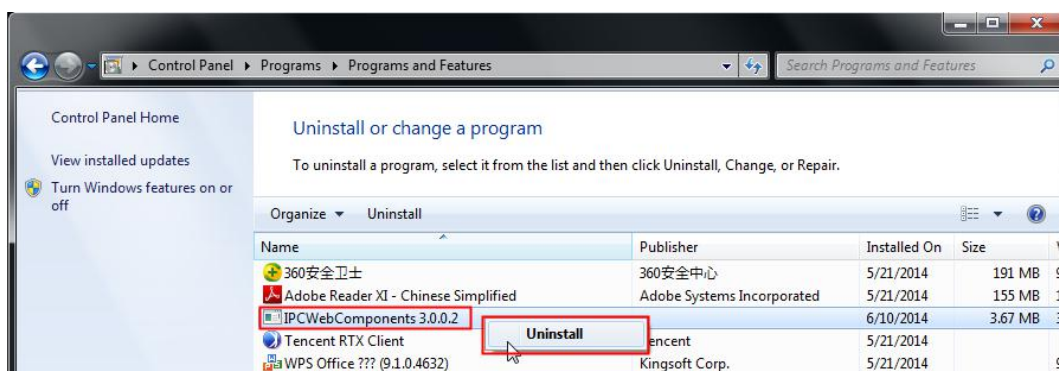 Control Panel ▸ Programs ▸ Programs and Features
Search Programs and Features
Control Panel Home
View installed updates
Turn Windows features on or
off
Uninstall or change a program
To uninstall a program, select it from the list and then click Uninstall, Change, or Repair.
Organize Uninstall
Name Publisher Installed On Size
360安全卫士 360安全中心 5/21/2014 191 MB
Adobe Reader XI - Chinese Simplified Adobe Systems Incorporated 5/21/2014 155 MB
IPCWebComponents 3.0.0.2 6/10/2014 3.67 MB
Uninstall
Tencent RTX Client encent 5/21/2014
WPS Office ??? (9.1.0.4632) Kingsoft Corp. 5/21/2014